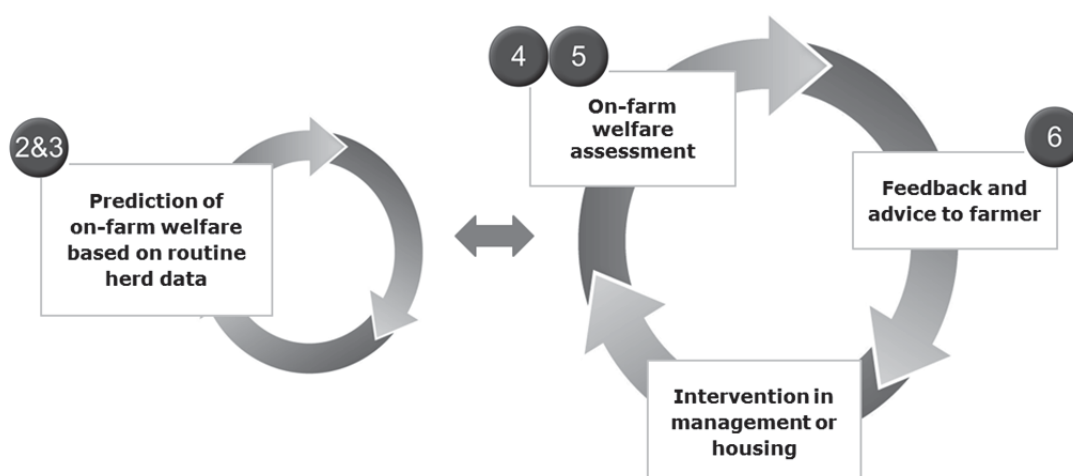 2&3
Prediction of
on-farm welfare
based on routine
herd data
4
5
On-farm
welfare
assessment
6
Feedback and
advice to farmer
Intervention in
management or
housing